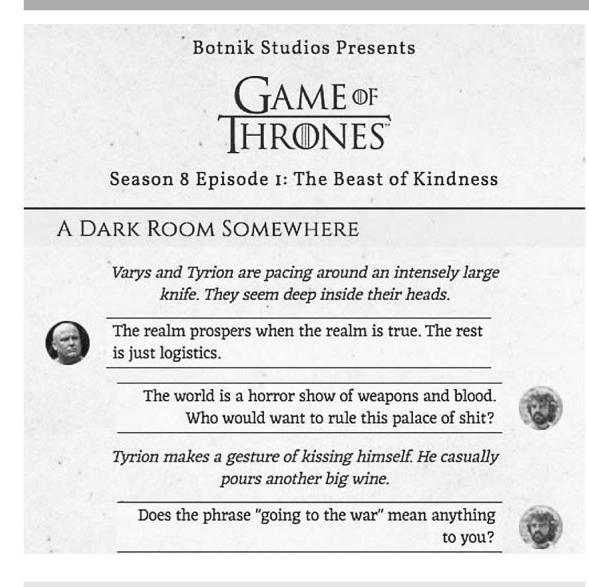 Botnik Studios Presents
GAME OF
THRONES
Season 8 Episode 1: The Beast of Kindness
A DARK ROOM SOMEWHERE
Varys and Tyrion are pacing around an intensely large
knife. They seem deep inside their heads.
The realm prospers when the realm is true. The rest
is just logistics.
The world is a horror show of weapons and blood.
Who would want to rule this palace of shit?
Tyrion makes a gesture of kissing himself. He casually
pours another big wine.
Does the phrase "going to the war" mean anything
to you?